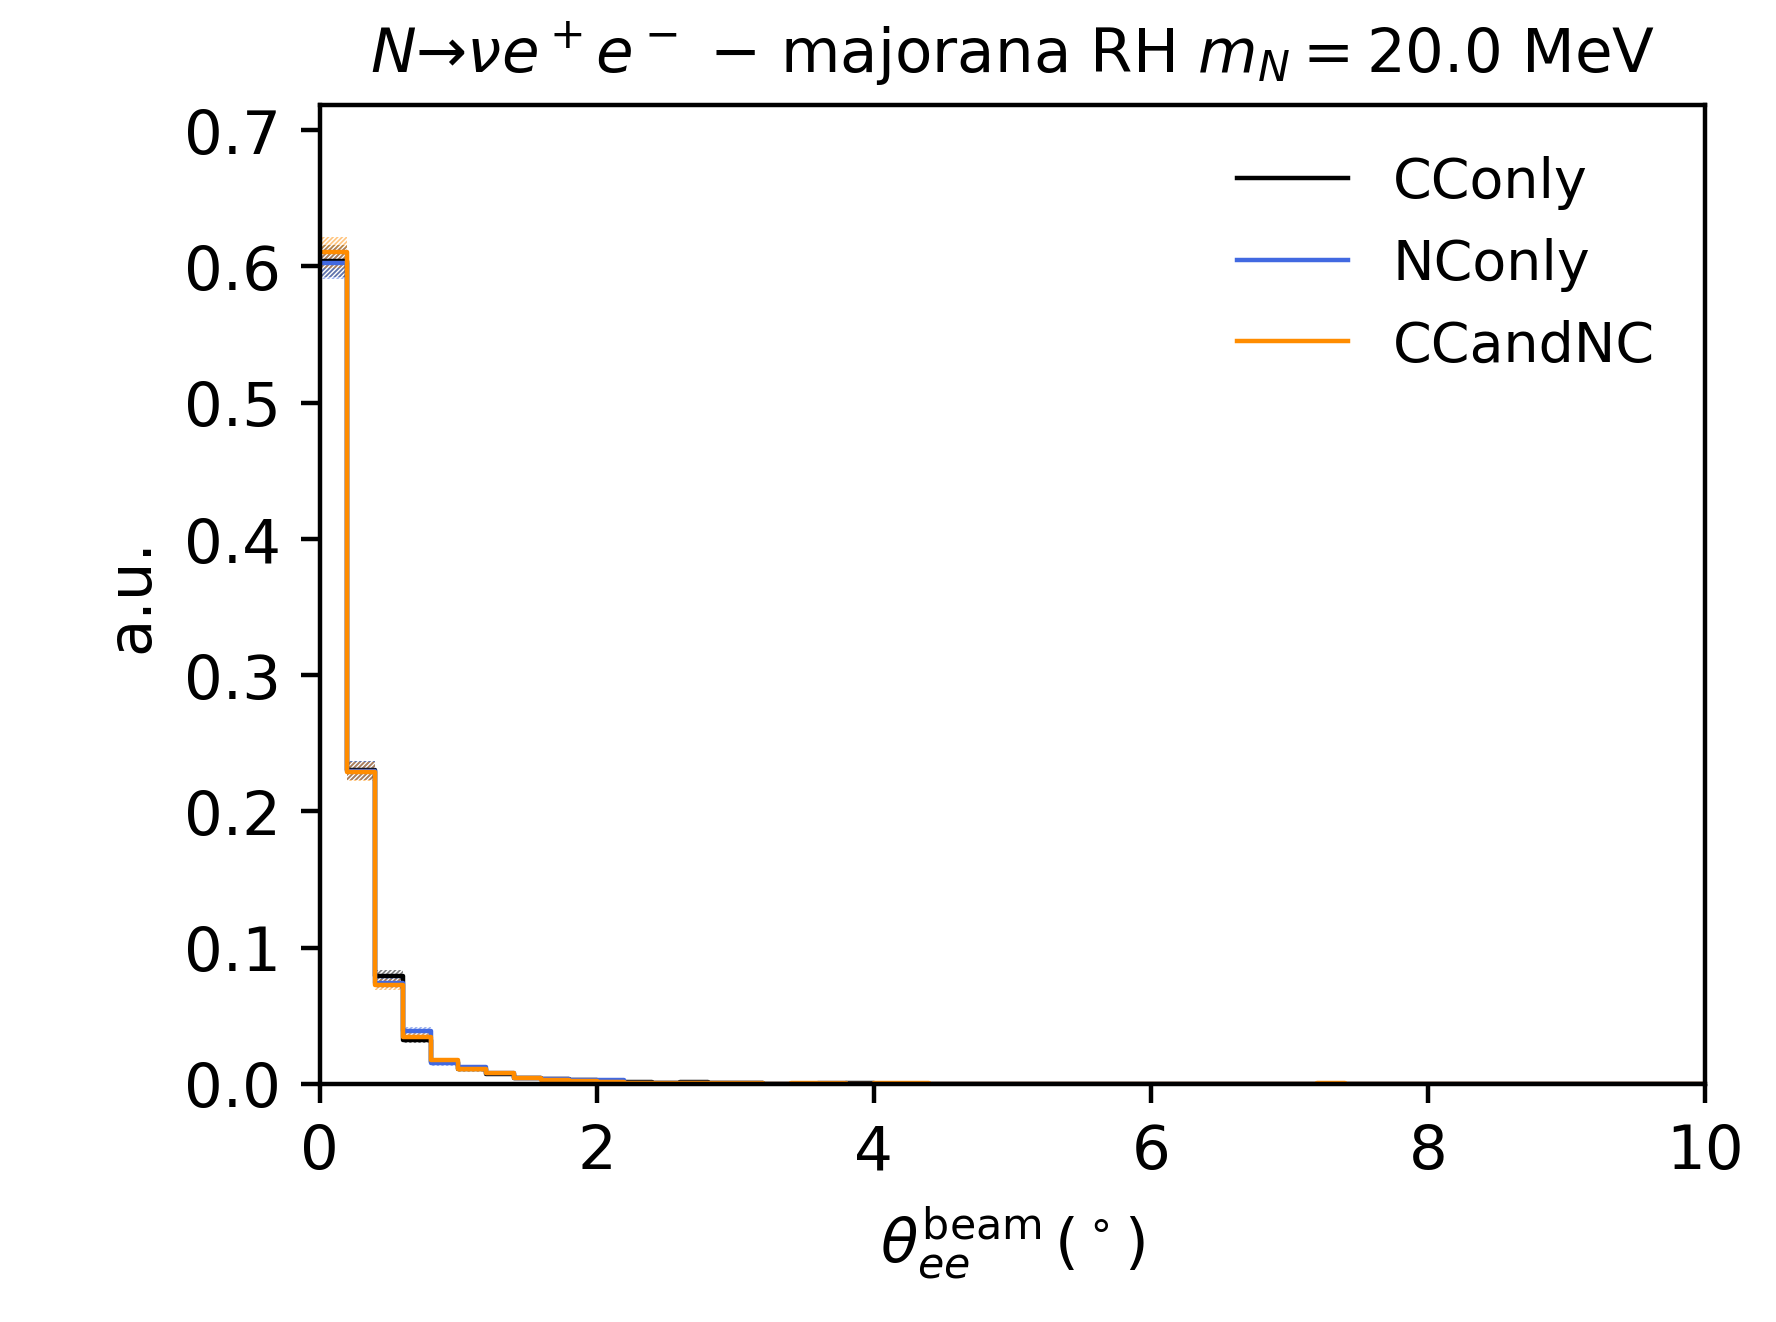 N→νe⁺e⁻ − majorana RH m_N = 20.0 MeV
0.7
0.6
0.5
0.4
0.3
0.2
0.1
0.0
a.u.
CConly
NConly
CCandNC
0 2 4 6 8 10
θ_ee^beam (°)